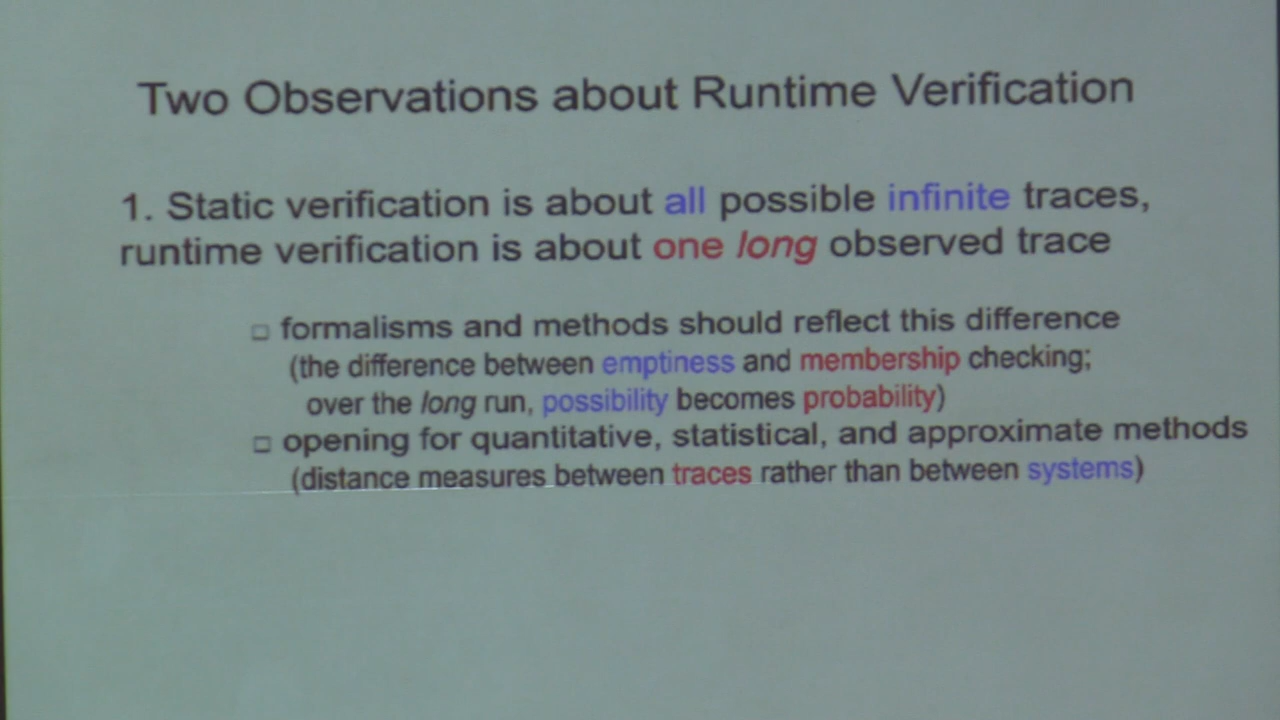 Two Observations about Runtime Verification
1. Static verification is about all possible infinite traces,
runtime verification is about one long observed trace
□ formalisms and methods should reflect this difference
(the difference between emptiness and membership checking;
over the long run, possibility becomes probability)
□ opening for quantitative, statistical, and approximate methods
(distance measures between traces rather than between systems)